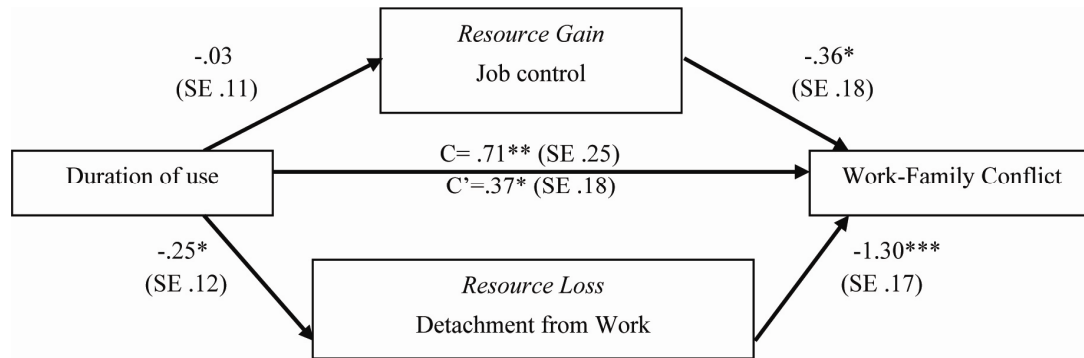 Resource Gain
Job control
-.03
(SE .11)
-.36*
(SE .18)
C= .71** (SE .25)
C’=.37* (SE .18)
Duration of use
Work-Family Conflict
-.25*
(SE .12)
-1.30***
(SE .17)
Resource Loss
Detachment from Work